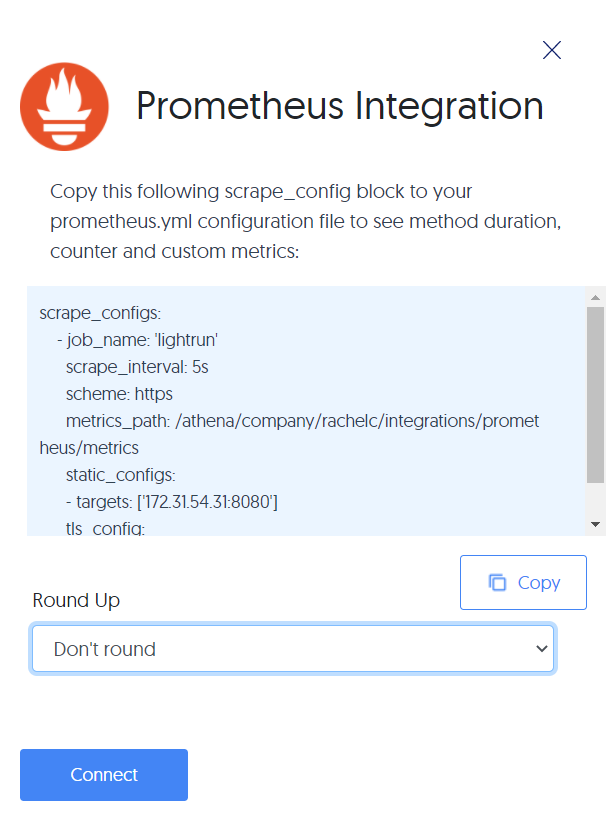 Prometheus Integration
Copy this following scrape_config block to your
prometheus.yml configuration file to see method duration,
counter and custom metrics:
scrape_configs:
- job_name: 'lightrun'
scrape_interval: 5s
scheme: https
metrics_path: /athena/company/rachelc/integrations/promet
heus/metrics
static_configs:
- targets: ['172.31.54.31:8080']
tls_config:
Copy
Round Up
Don't round
Connect